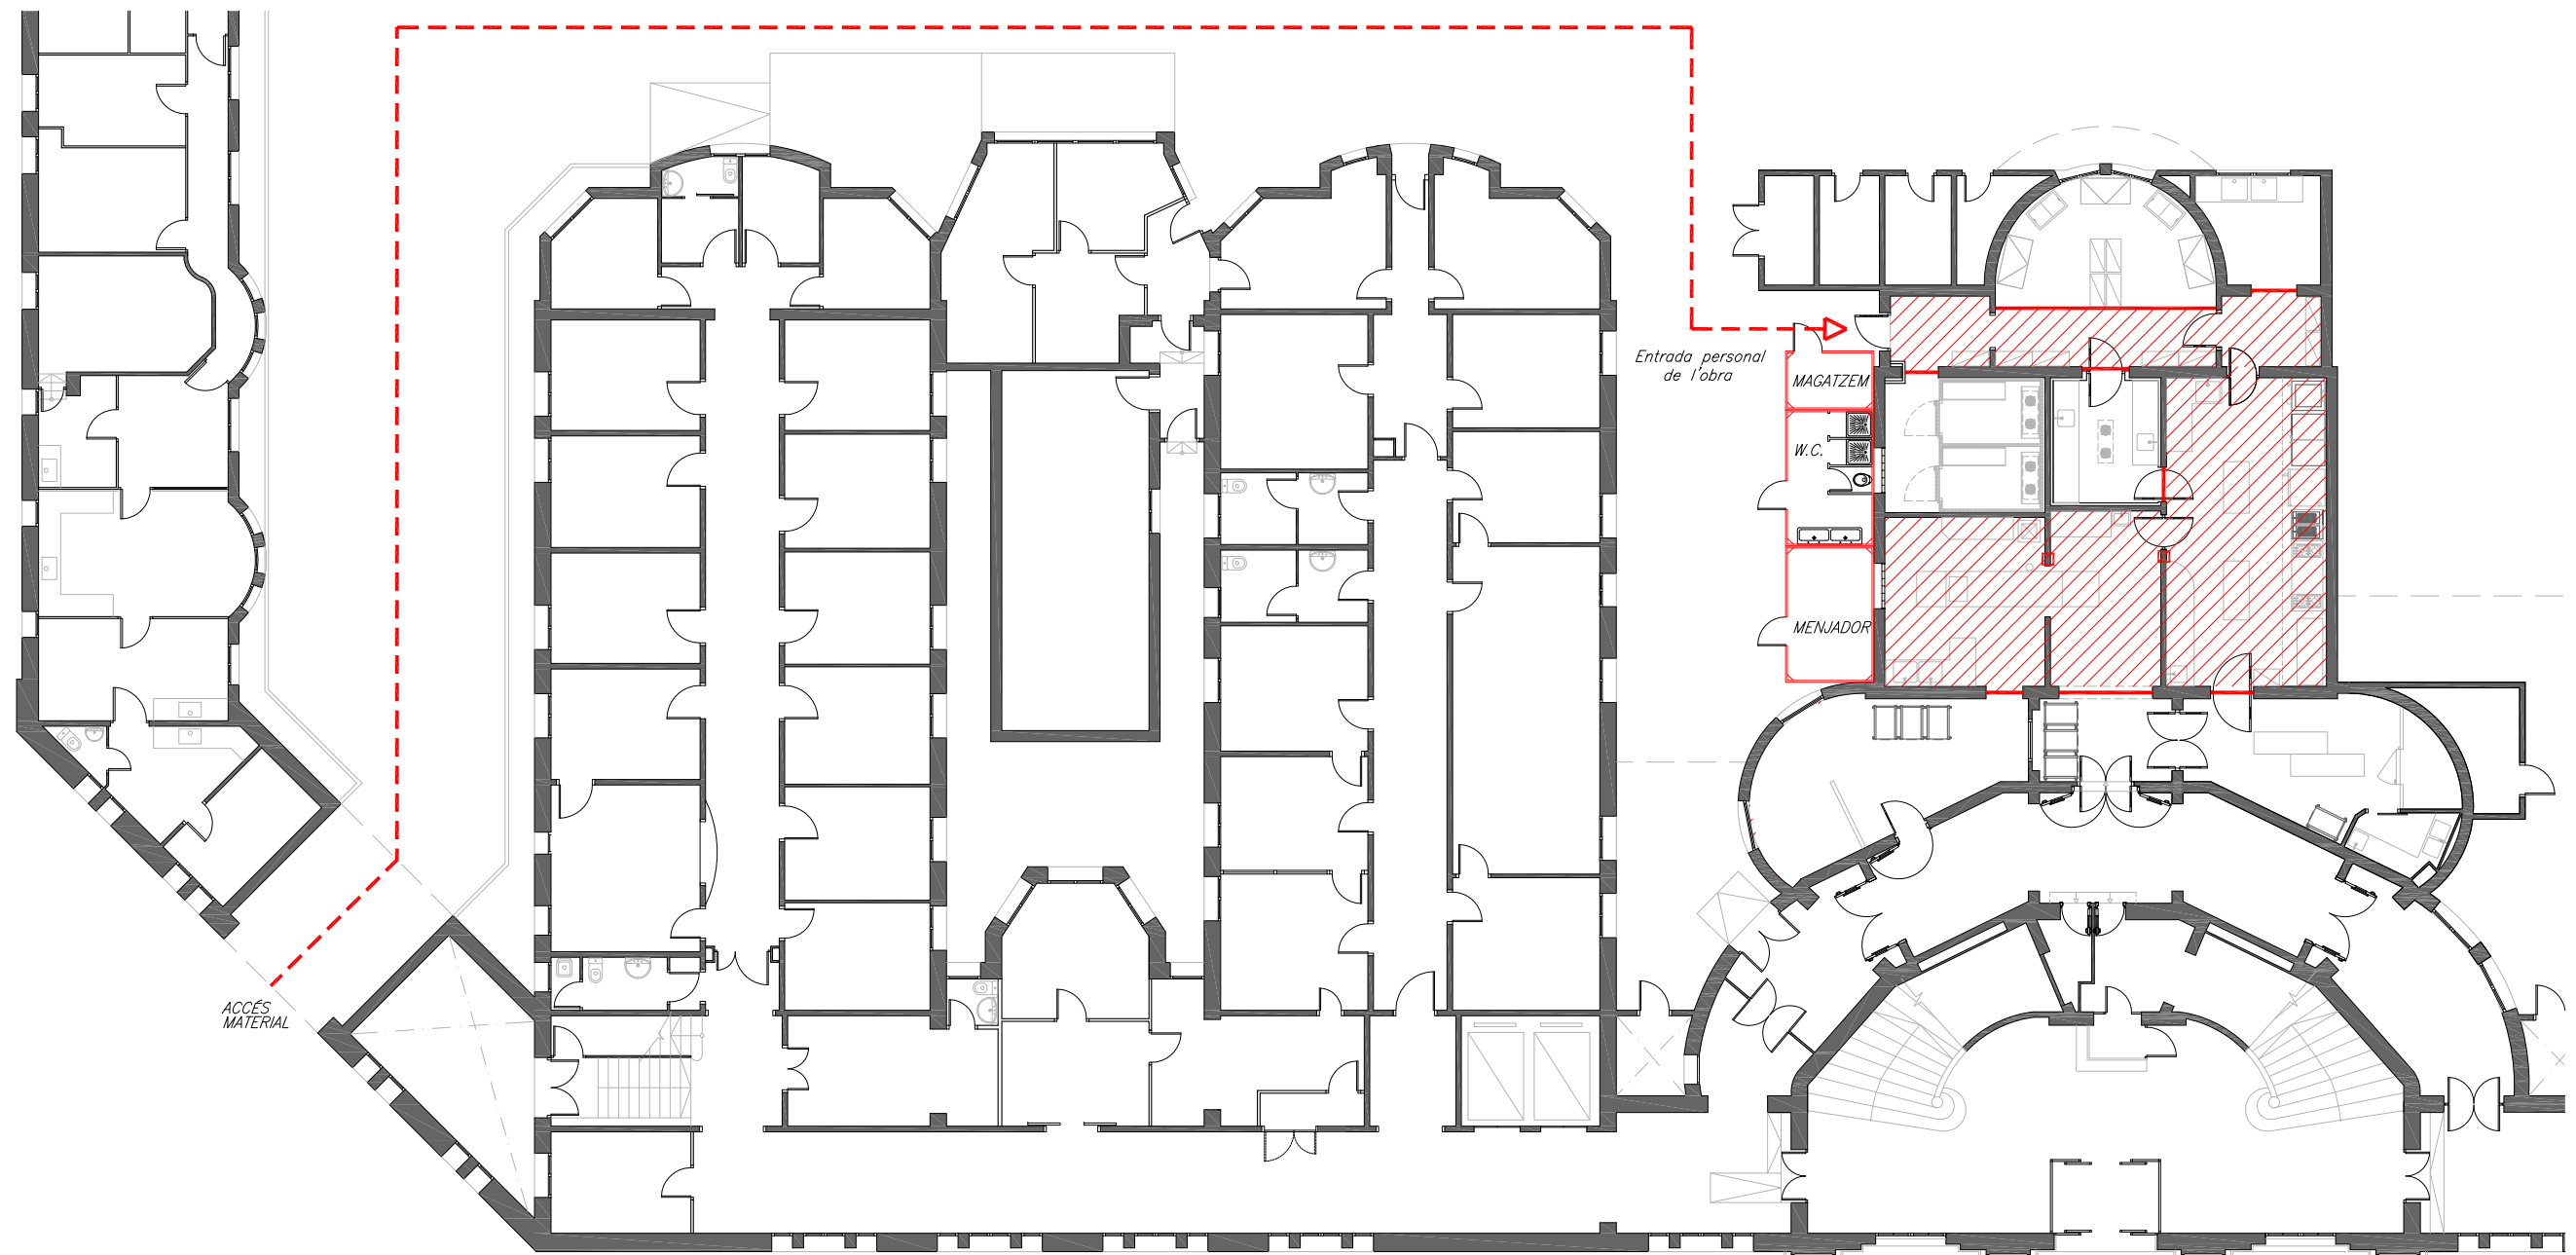 Entrada personal
de l'obra
MAGATZEM
W.C.
MENJADOR
ACCÉS
MATERIAL